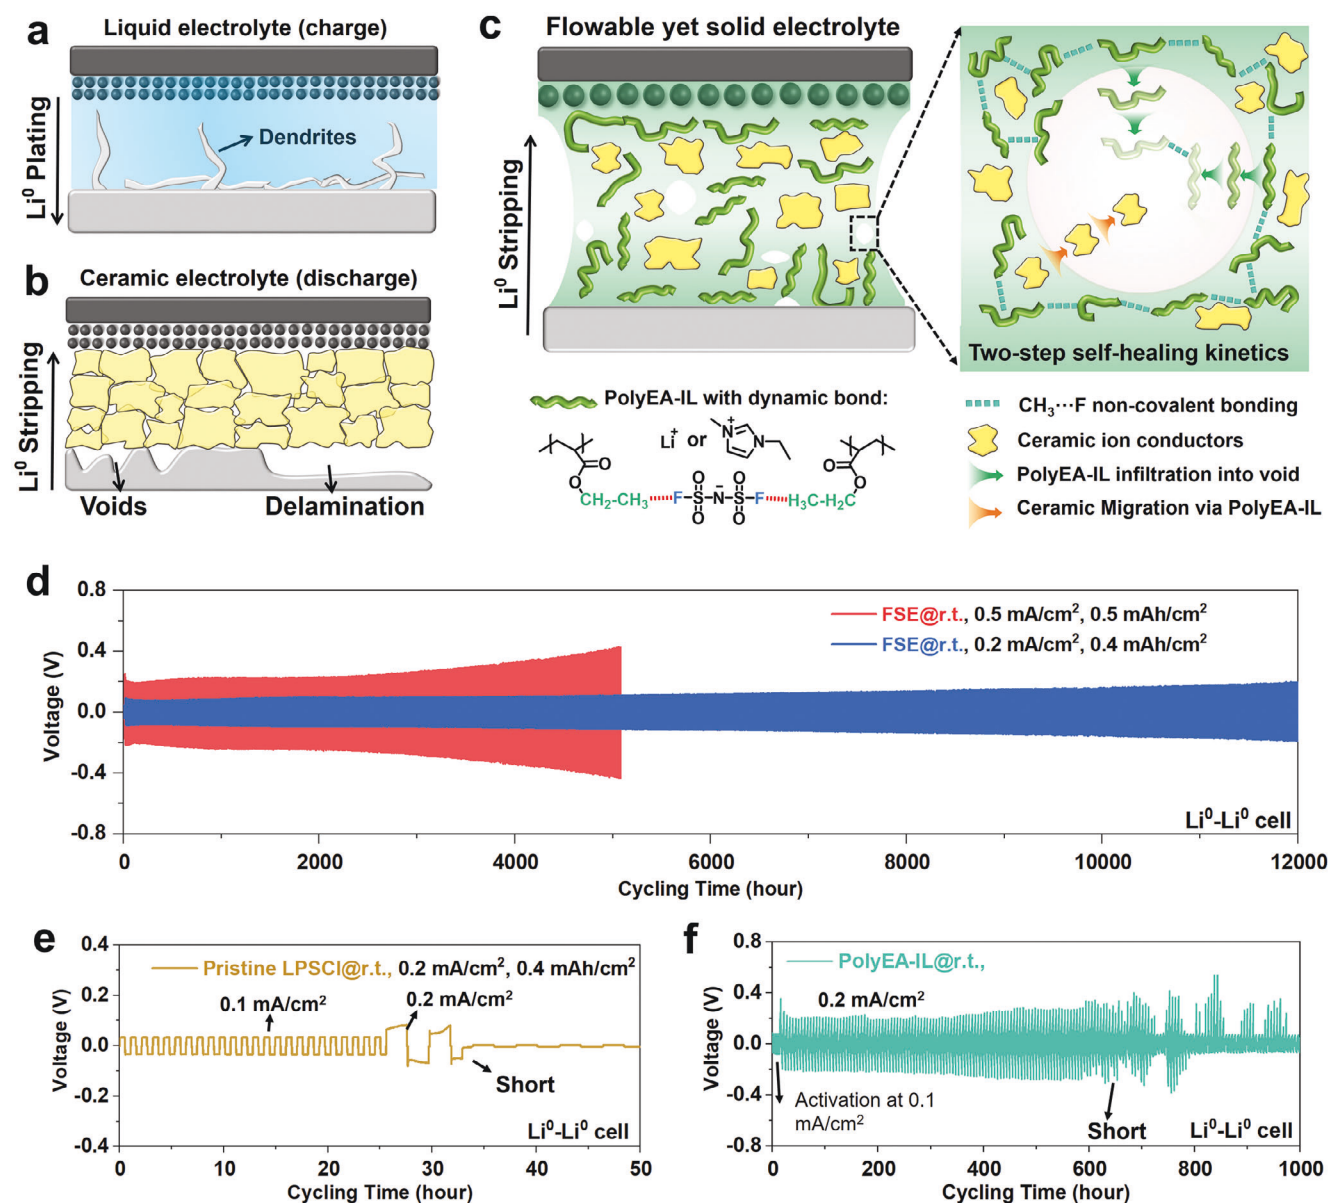 a
Liquid electrolyte (charge)
Li⁰ Plating
Dendrites
b
Ceramic electrolyte (discharge)
Li⁰ Stripping
Voids
Delamination
c
Flowable yet solid electrolyte
Li⁰ Stripping
Two-step self-healing kinetics
PolyEA-IL with dynamic bond:
Li⁺ or
N⁺
N
O
O
CH₂-CH₃
F-S-N⁻-S-F
O
O
O
O
H₃C-H₂C
O
O
CH₃···F non-covalent bonding
Ceramic ion conductors
PolyEA-IL infiltration into void
Ceramic Migration via PolyEA-IL
d
Voltage (V)
0.8
0.4
0.0
-0.4
-0.8
FSE@r.t., 0.5 mA/cm², 0.5 mAh/cm²
FSE@r.t., 0.2 mA/cm², 0.4 mAh/cm²
Li⁰-Li⁰ cell
0 2000 4000 6000 8000 10000 12000
Cycling Time (hour)
e
Voltage (V)
0.4
0.2
0.0
-0.2
-0.4
Pristine LPSCl@r.t., 0.2 mA/cm², 0.4 mAh/cm²
0.1 mA/cm²
0.2 mA/cm²
Short
Li⁰-Li⁰ cell
0 10 20 30 40 50
Cycling Time (hour)
f
Voltage (V)
0.8
0.4
0.0
-0.4
-0.8
PolyEA-IL@r.t.,
0.2 mA/cm²
Activation at 0.1
mA/cm²
Short
Li⁰-Li⁰ cell
0 200 400 600 800 1000
Cycling Time (hour)